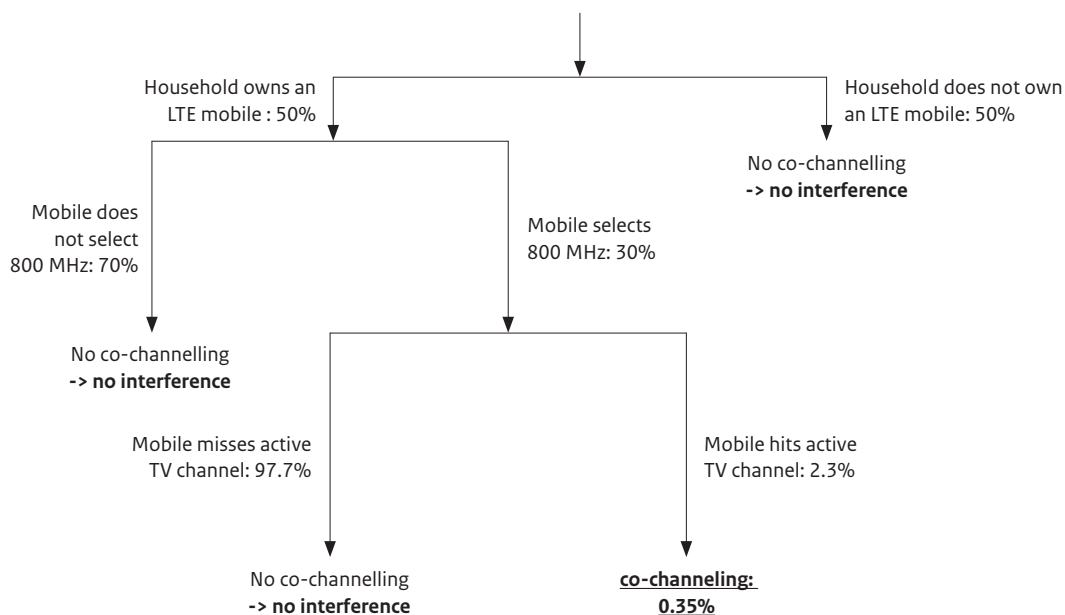 Household owns an
LTE mobile : 50%
Household does not own
an LTE mobile: 50%
No co-channelling
-> no interference
Mobile does
not select
800 MHz: 70%
Mobile selects
800 MHz: 30%
No co-channelling
-> no interference
Mobile misses active
TV channel: 97.7%
Mobile hits active
TV channel: 2.3%
No co-channelling
-> no interference
co-channeling:
0.35%